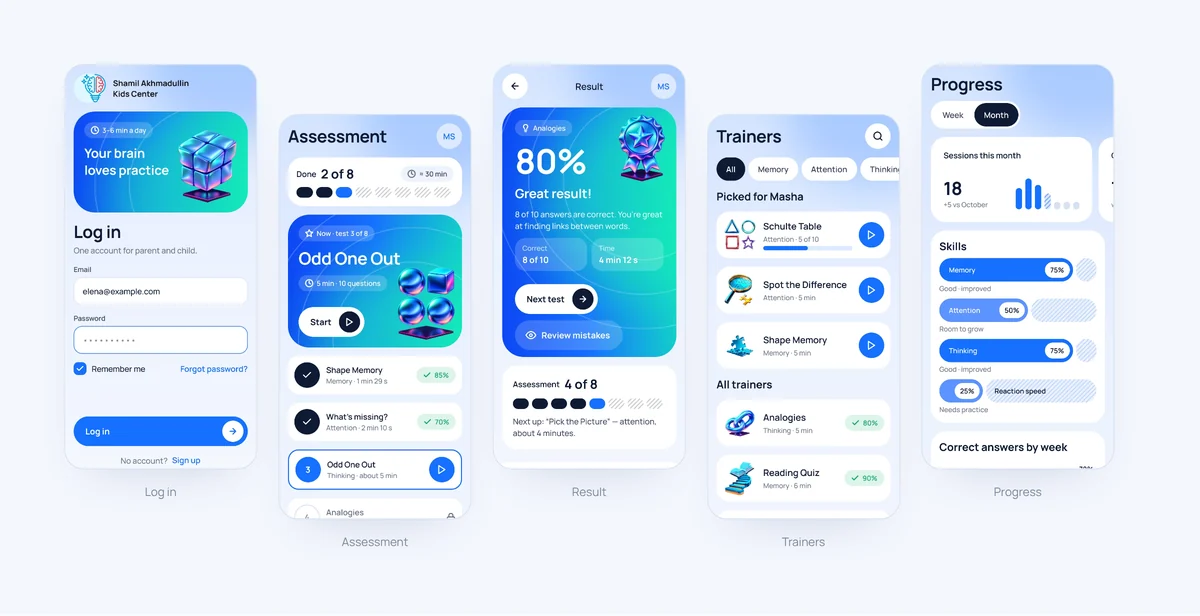 Shamil Akhmadullin
Kids Center
3–6 min a day
Your brain
loves practice
Log in
One account for parent and child.
Email
elena@example.com
Password
Remember me
Forgot password?
Log in
No account? Sign up
Log in
Assessment
MS
Done 2 of 8
≈ 30 min
Now · test 3 of 8
Odd One Out
5 min · 10 questions
Start
Shape Memory
Memory · 1 min 29 s
85%
What's missing?
Attention · 2 min 10 s
70%
3
Odd One Out
Thinking · about 5 min
4
Analogies
Assessment
Result
MS
Analogies
80%
Great result!
8 of 10 answers are correct. You're great
at finding links between words.
Correct
8 of 10
Time
4 min 12 s
Next test
Review mistakes
Assessment 4 of 8
Next up: “Pick the Picture” — attention,
about 4 minutes.
Result
Trainers
All
Memory
Attention
Thinking
Picked for Masha
Schulte Table
Attention · 5 of 10
Spot the Difference
Attention · 5 min
Shape Memory
Memory · 5 min
All trainers
Analogies
Thinking · 5 min
80%
Reading Quiz
Memory · 6 min
90%
Trainers
Progress
Week
Month
Sessions this month
18
+5 vs October
Skills
Memory
75%
Good · improved
Attention
50%
Room to grow
Thinking
75%
Good · improved
25%
Reaction speed
Needs practice
Correct answers by week
Progress